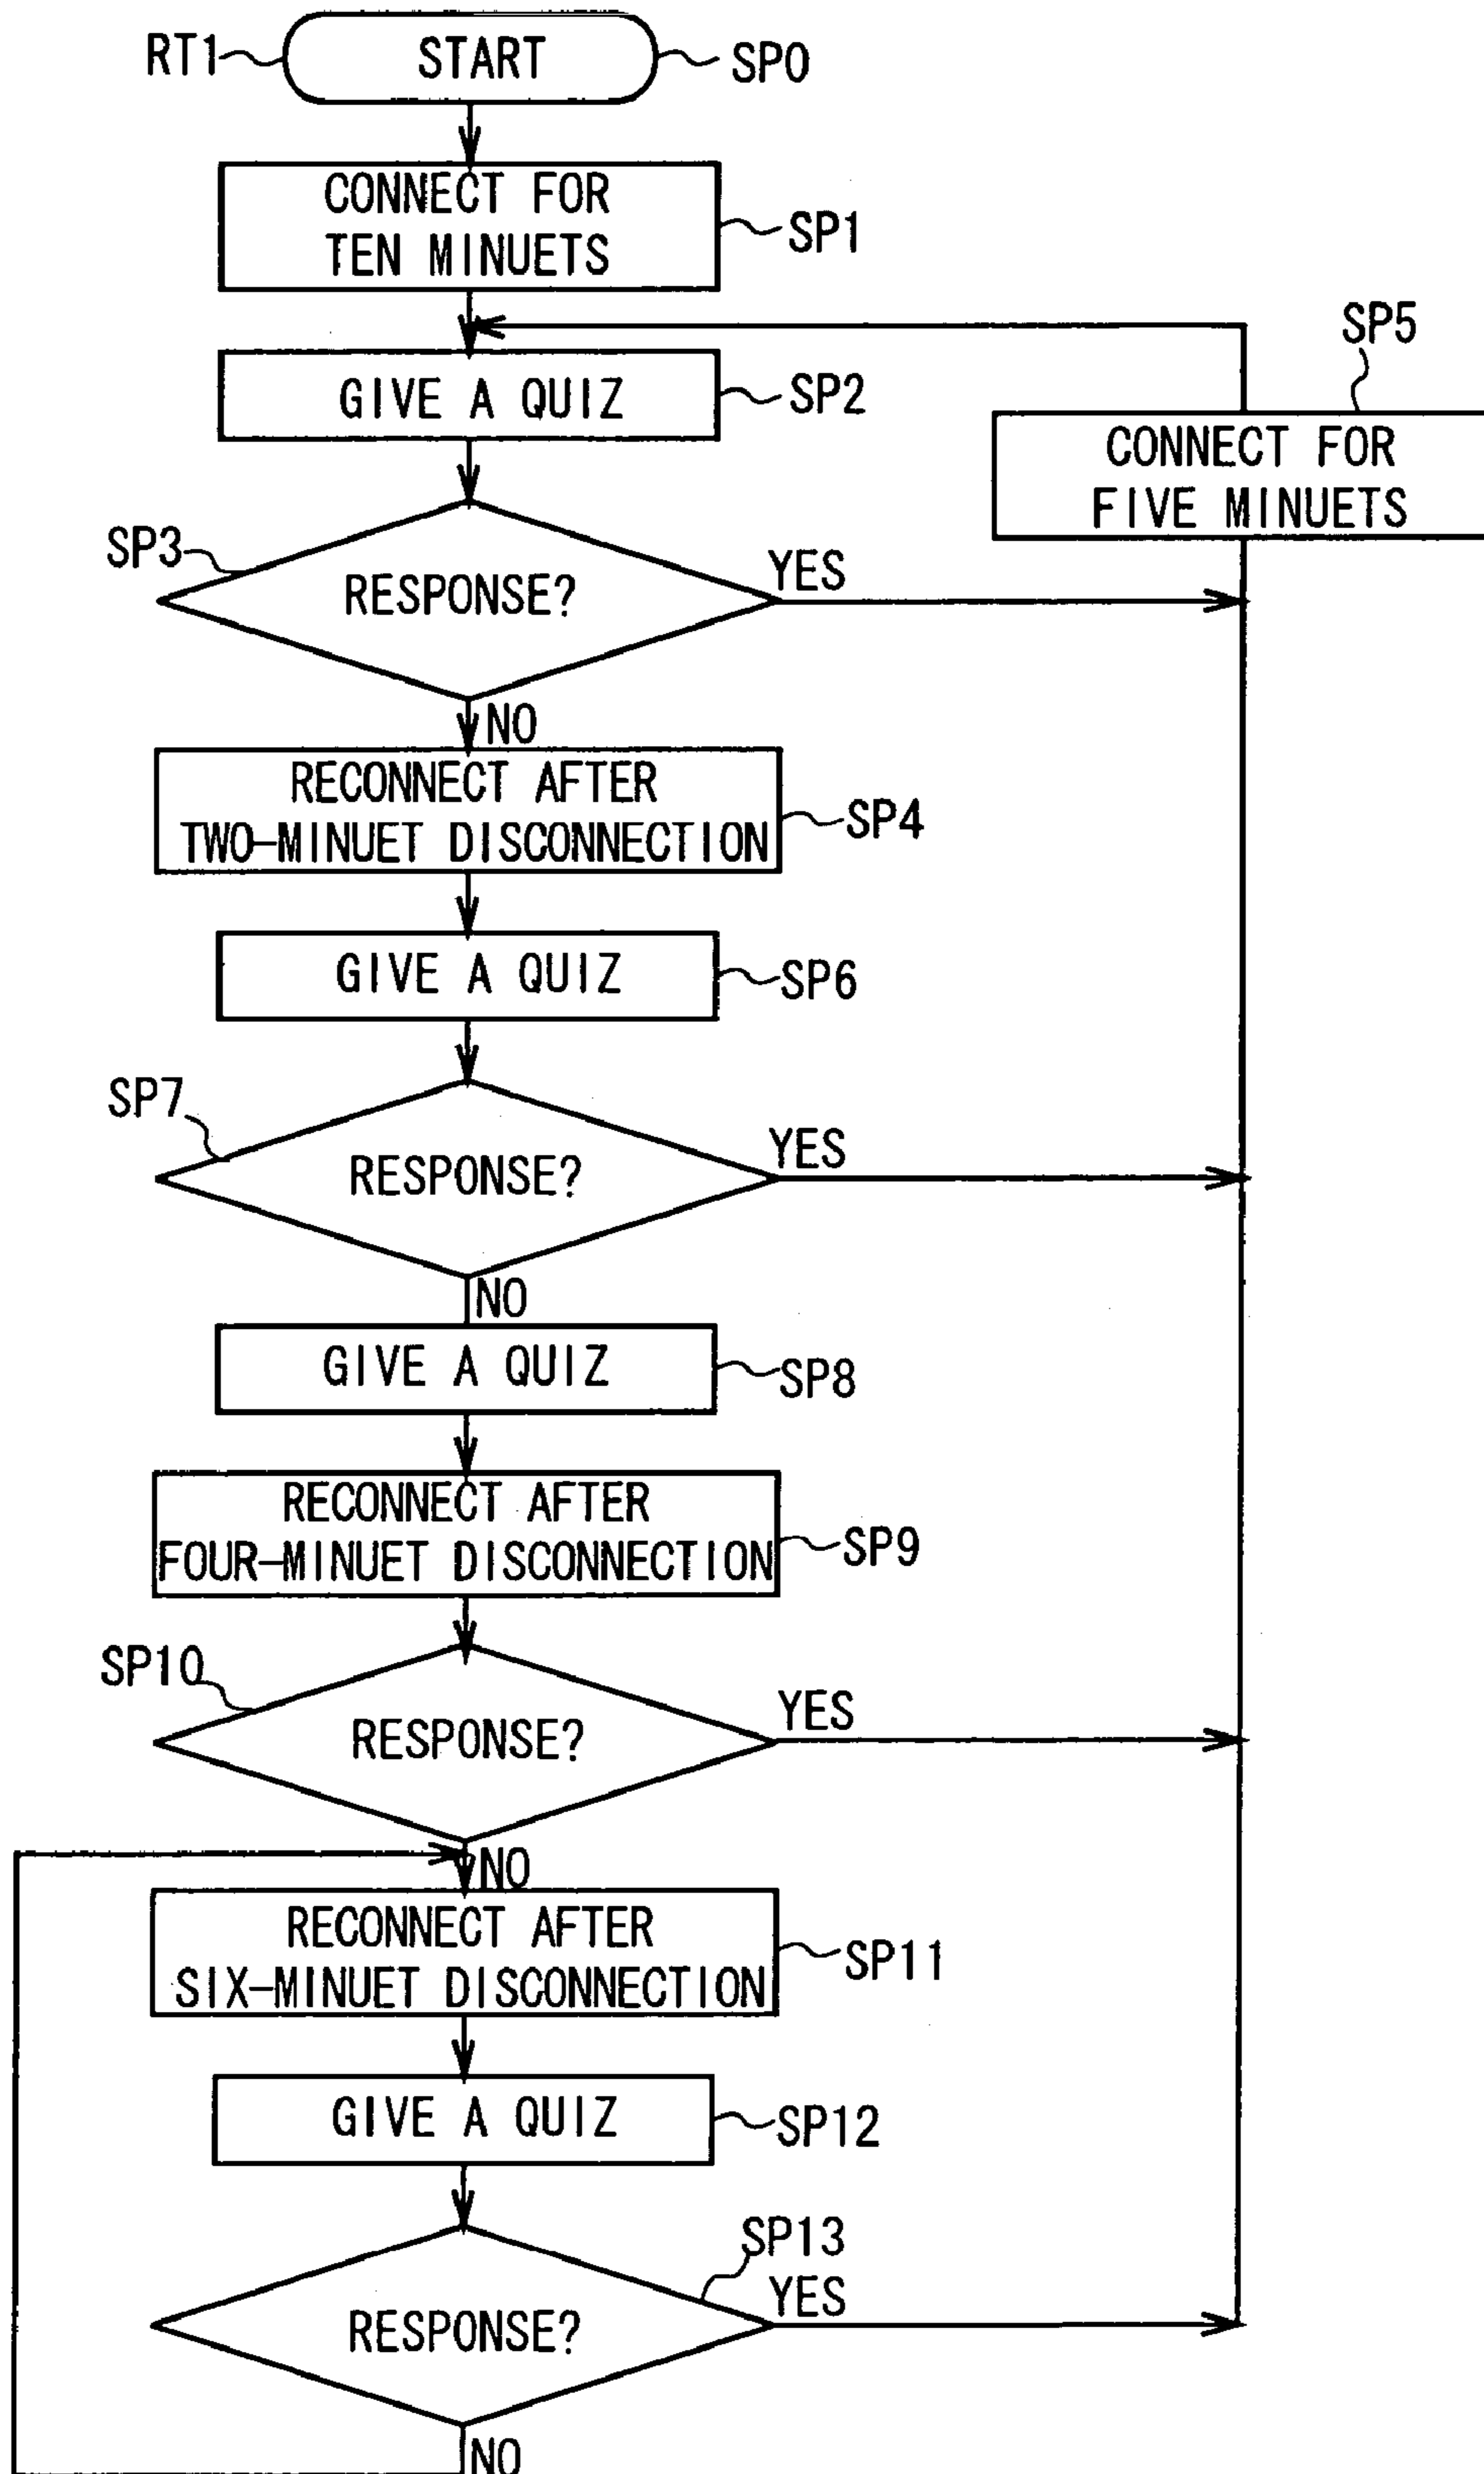 RT1
START
SP0
CONNECT FOR
TEN MINUETS
SP1
SP5
GIVE A QUIZ
SP2
CONNECT FOR
FIVE MINUETS
SP3
RESPONSE?
YES
NO
RECONNECT AFTER
TWO-MINUET DISCONNECTION
SP4
GIVE A QUIZ
SP6
SP7
RESPONSE?
YES
NO
GIVE A QUIZ
SP8
RECONNECT AFTER
FOUR-MINUET DISCONNECTION
SP9
SP10
RESPONSE?
YES
NO
RECONNECT AFTER
SIX-MINUET DISCONNECTION
SP11
GIVE A QUIZ
SP12
SP13
RESPONSE?
YES
NO